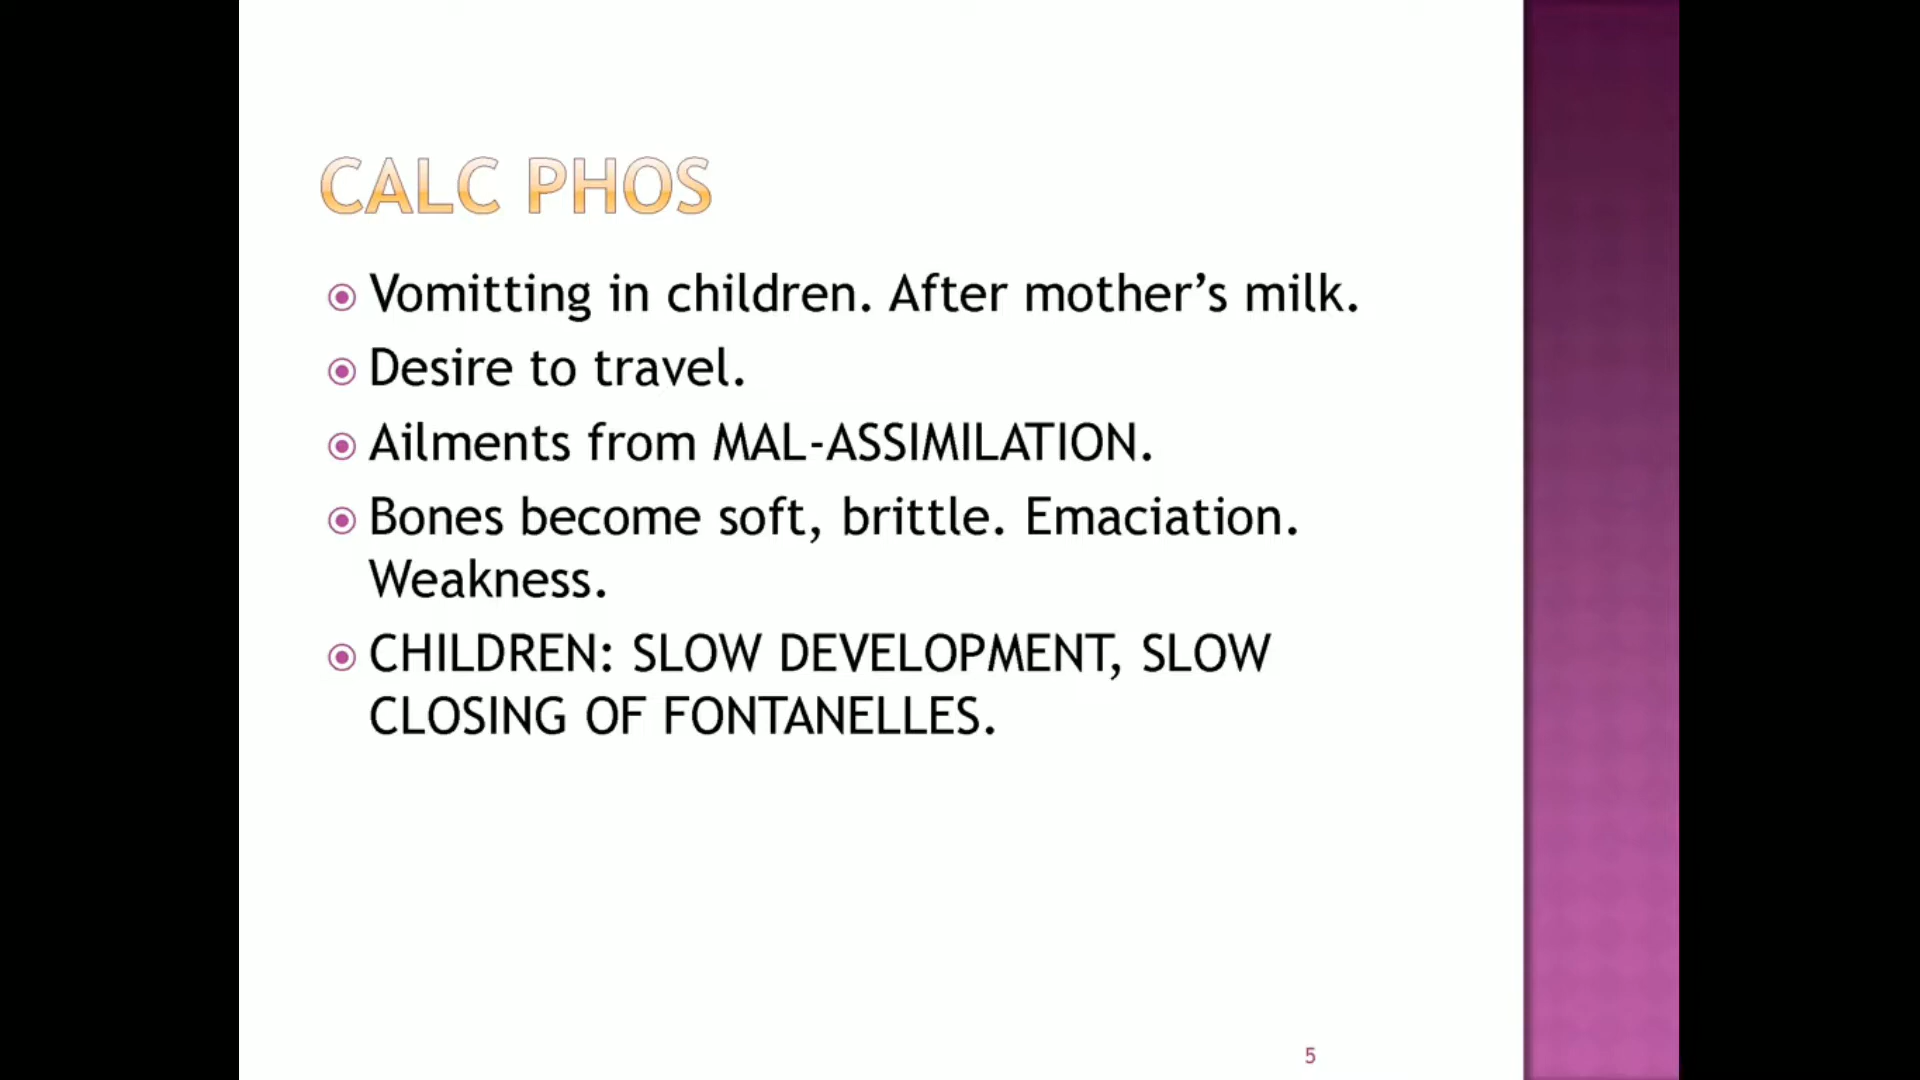 CALC PHOS
Vomitting in children. After mother’s milk.
Desire to travel.
Ailments from MAL-ASSIMILATION.
Bones become soft, brittle. Emaciation.
Weakness.
CHILDREN: SLOW DEVELOPMENT, SLOW
CLOSING OF FONTANELLES.
5